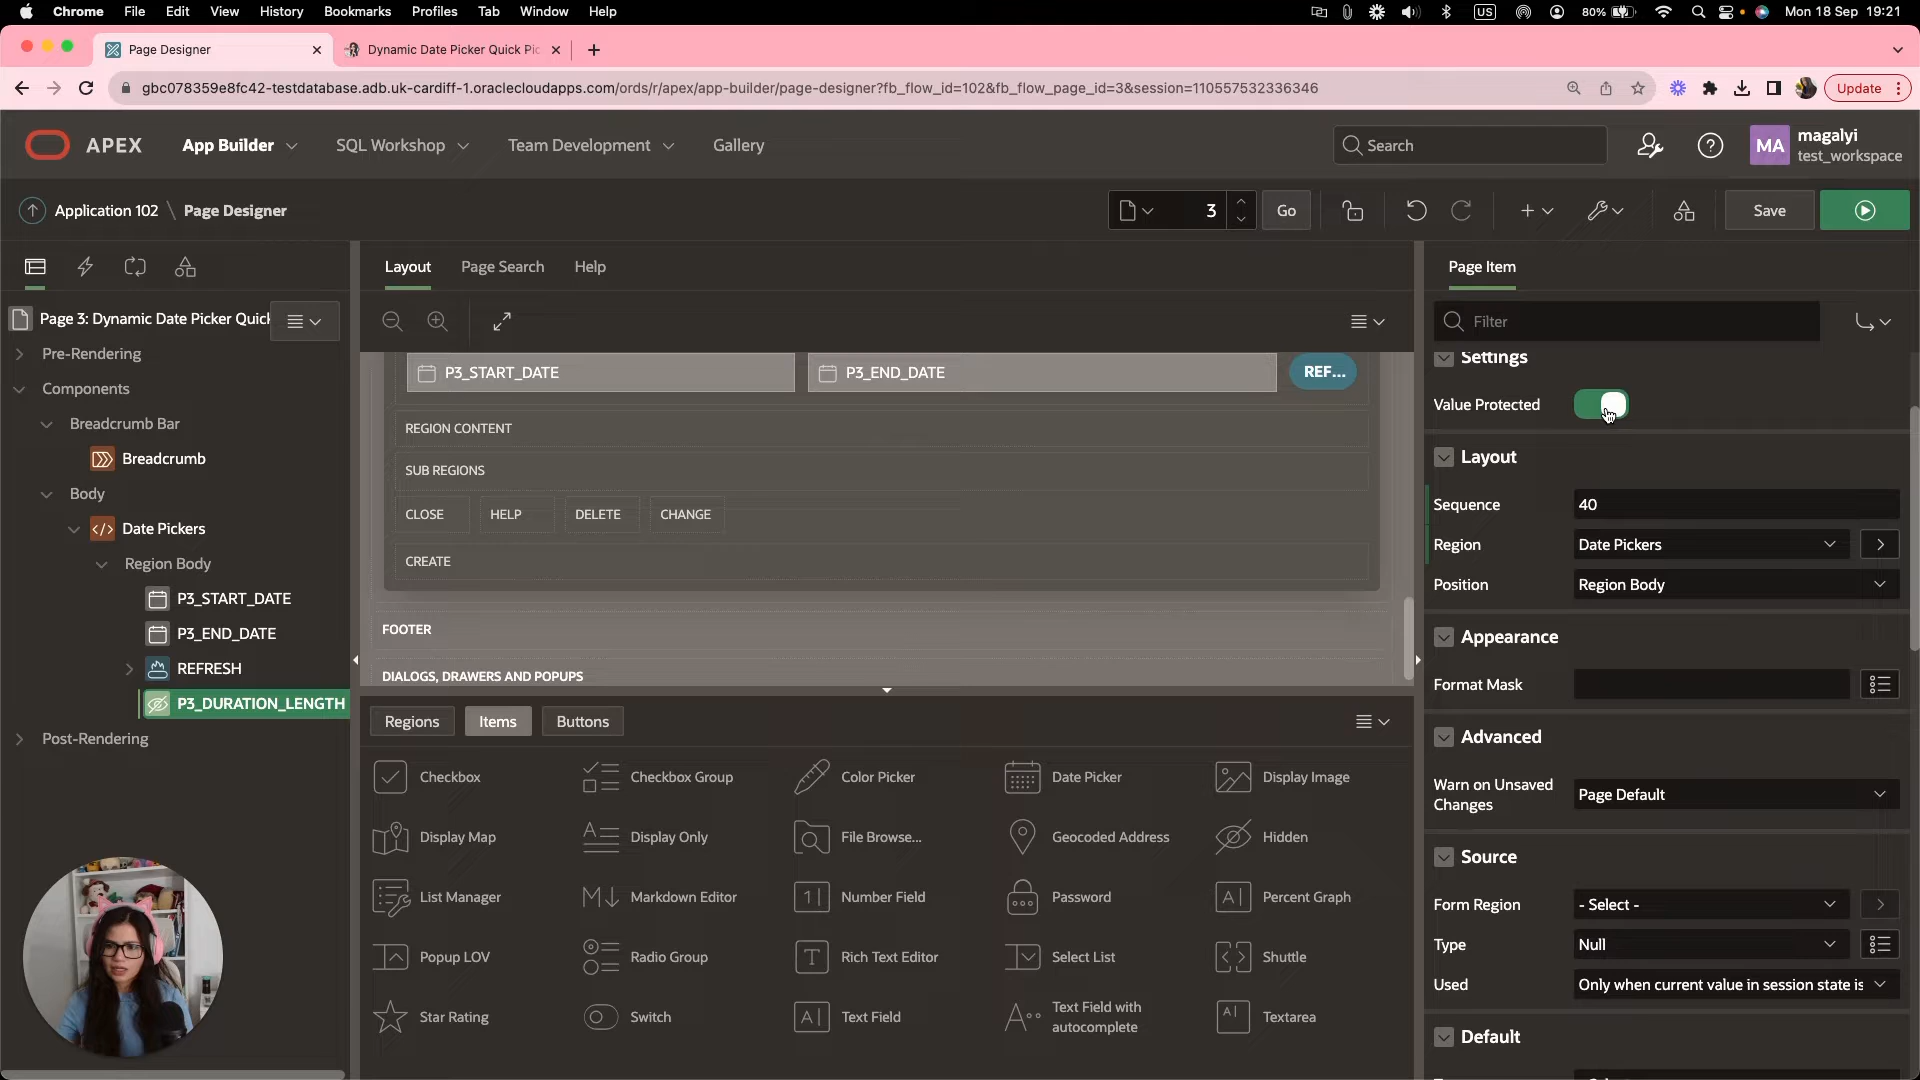 Chrome File Edit View History Bookmarks Profiles Tab Window Help US 80% Mon 18 Sep 19:21
Page Designer Dynamic Date Picker Quick Pic
gbc078359e8fc42-testdatabase.adb.uk-cardiff-1.oraclecloudapps.com/ords/r/apex/app-builder/page-designer?fb_flow_id=102&fb_flow_page_id=3&session=110557532336346 Update
APEX App Builder SQL Workshop Team Development Gallery Search MA magalyi
test_workspace
Application 102 \ Page Designer 3 Go Save
Layout Page Search Help Page Item
Page 3: Dynamic Date Picker Quick
Filter
Pre-Rendering
Components
Breadcrumb Bar
Breadcrumb
Body
Date Pickers
Region Body
P3_START_DATE
P3_END_DATE
REFRESH
P3_DURATION_LENGTH
Post-Rendering
P3_START_DATE P3_END_DATE REF...
REGION CONTENT
SUB REGIONS
CLOSE HELP DELETE CHANGE
CREATE
FOOTER
DIALOGS, DRAWERS AND POPUPS
Regions Items Buttons
Checkbox Checkbox Group Color Picker Date Picker Display Image
Display Map Display Only File Browse... Geocoded Address Hidden
List Manager Markdown Editor Number Field Password Percent Graph
Popup LOV Radio Group Rich Text Editor Select List Shuttle
Star Rating Switch Text Field Text Field with
autocomplete Textarea
Settings
Value Protected
Layout
Sequence 40
Region Date Pickers
Position Region Body
Appearance
Format Mask
Advanced
Warn on Unsaved
Changes Page Default
Source
Form Region - Select -
Type Null
Used Only when current value in session state is
Default